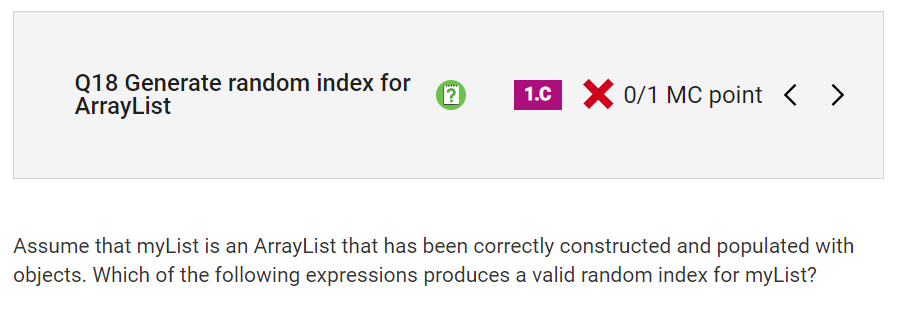 Q18 Generate random index for
ArrayList
?
1.C
0/1 MC point
Assume that myList is an ArrayList that has been correctly constructed and populated with
objects. Which of the following expressions produces a valid random index for myList?